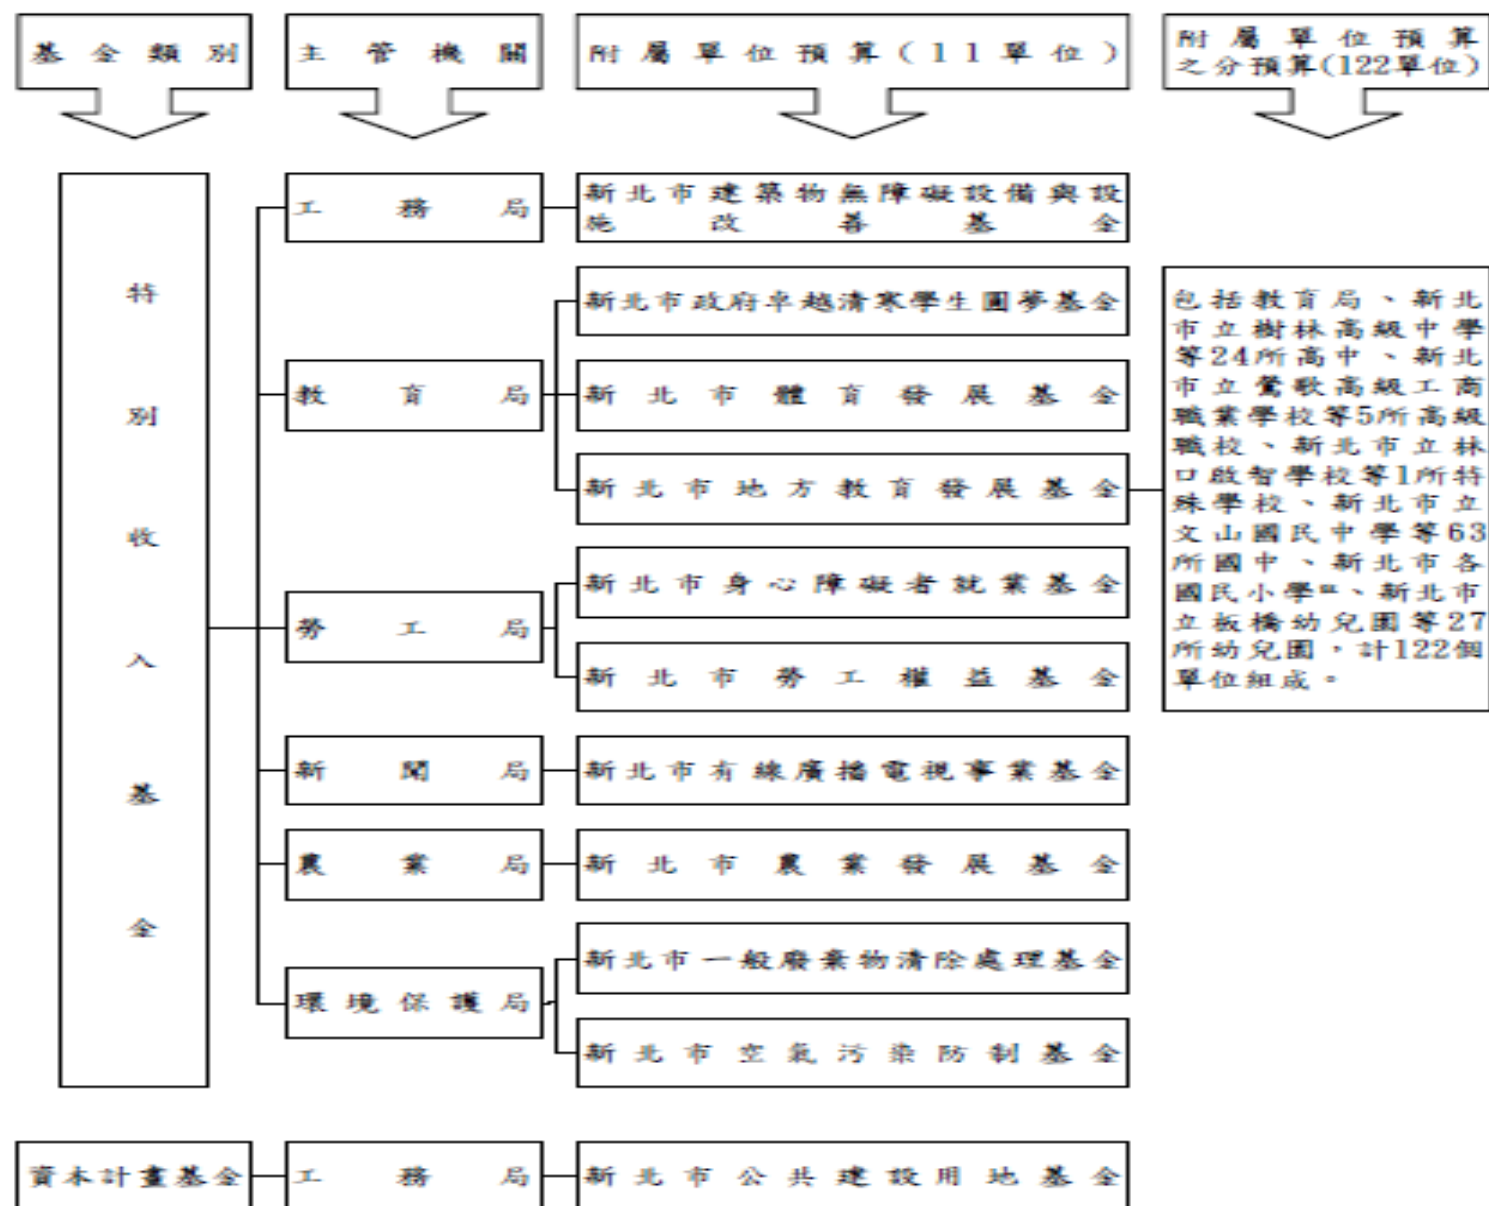 基金類別
主管機關
附屬單位預算(11單位)
附屬單位預算
之分預算(122單位)
特別收入基金
工務局
新北市建築物無障礙設備與設
施改善基金
教育局
新北市政府卓越清寒學生圓夢基金
新北市體育發展基金
新北市地方教育發展基金
包括教育局、新北
市立樹林高級中學
等24所高中、新北
市立鶯歌高級工商
職業學校等5所高級
職校、新北市立林
口啟智學校等1所特
殊學校、新北市立
文山國民中學等63
所國中、新北市各
國民小學、新北市
立板橋幼兒園等27
所幼兒園，計122個
單位組成。
勞工局
新北市身心障礙者就業基金
新北市勞工權益基金
新聞局
新北市有線廣播電視事業基金
農業局
新北市農業發展基金
環境保護局
新北市一般廢棄物清除處理基金
新北市空氣污染防制基金
資本計畫基金
工務局
新北市公共建設用地基金